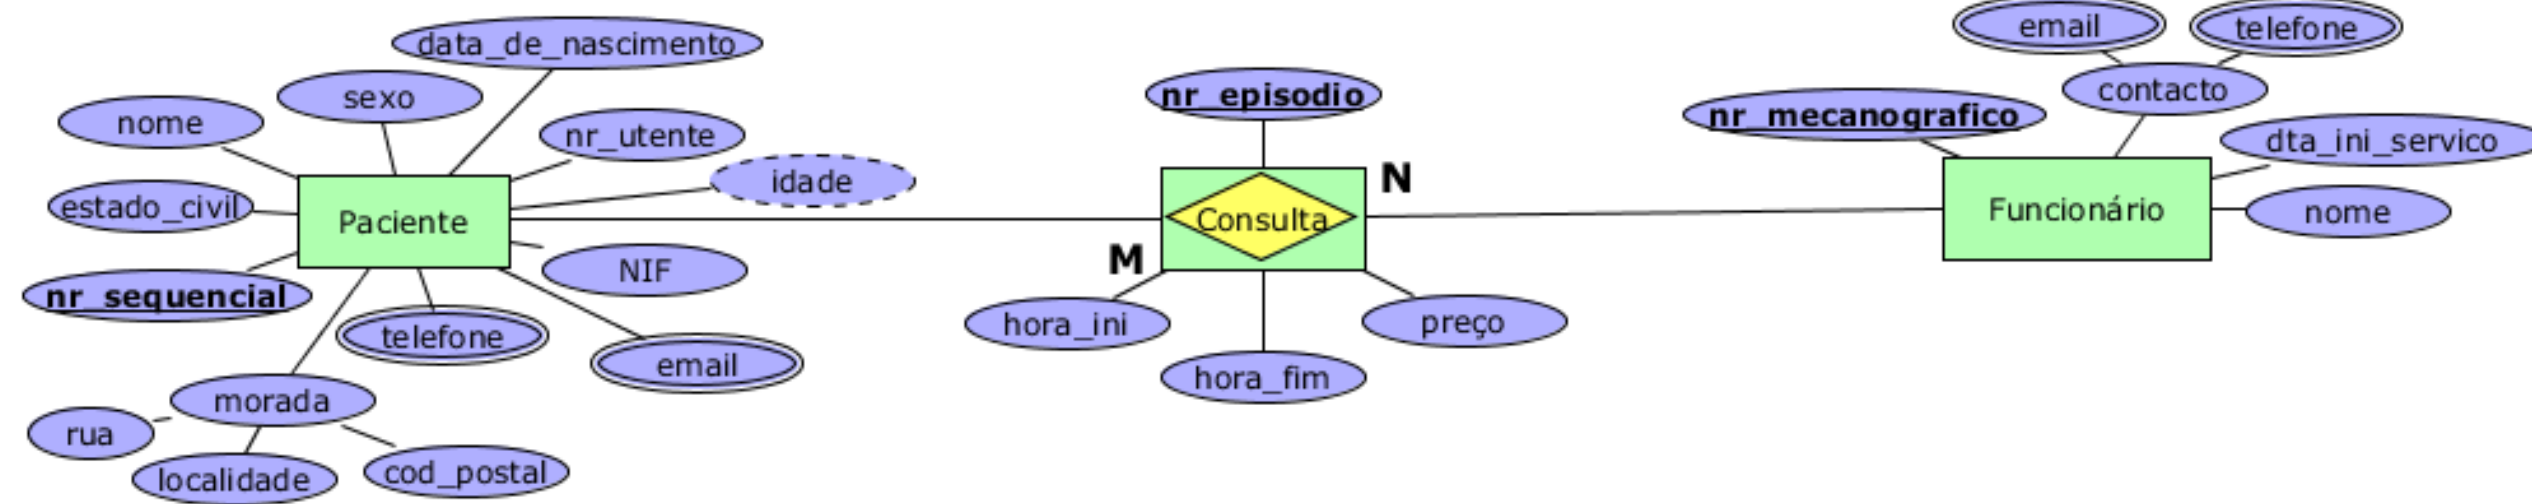 email
telefone
data_de_nascimento
contacto
sexo
nr_episodio
nome
nr_mecanografico
nr_utente
dta_ini_servico
idade
estado_civil
Paciente
N
Consulta
Funcionário
nome
M
NIF
nr_sequencial
hora_ini
preço
telefone
email
hora_fim
morada
rua
localidade
cod_postal